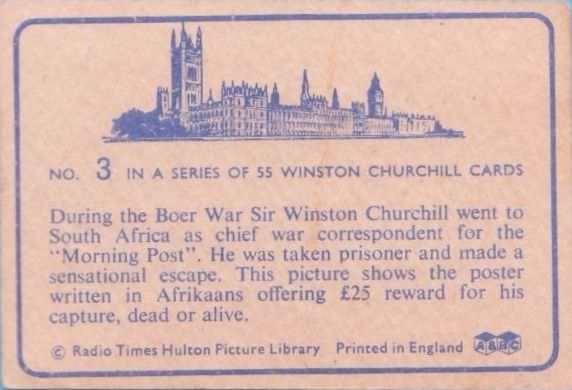 NO. 3 IN A SERIES OF 55 WINSTON CHURCHILL CARDS
During the Boer War Sir Winston Churchill went to
South Africa as chief war correspondent for the
"Morning Post". He was taken prisoner and made a
sensational escape. This picture shows the poster
written in Afrikaans offering £25 reward for his
capture, dead or alive.
© Radio Times Hulton Picture Library Printed in England A&BC